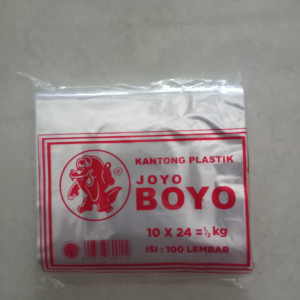 KANTONG PLASTIK
JOYO
BOYO
®
10 X 24 = ½ kg
ISI : 100 LEMBAR